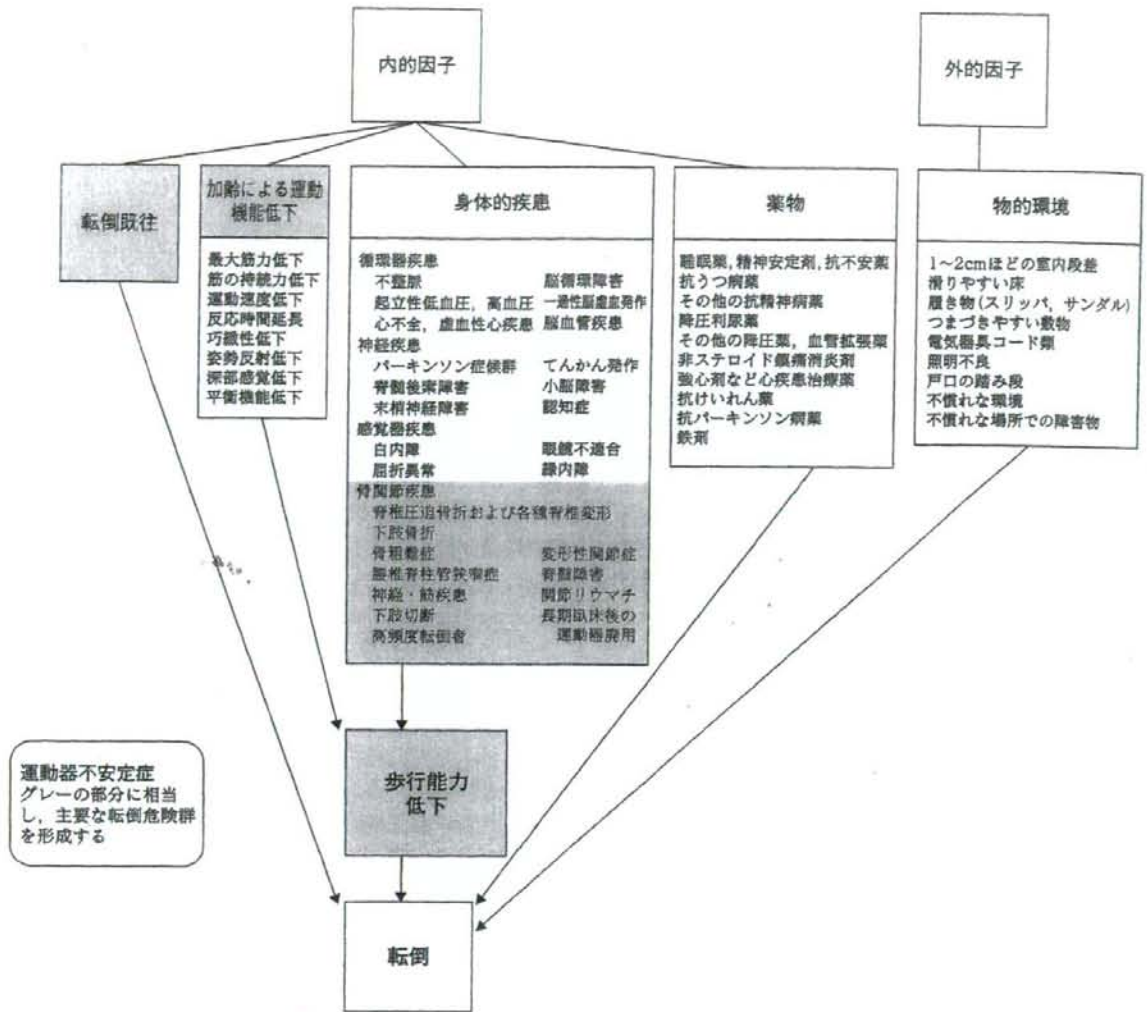 内的因子
外的因子
転倒既往
加齢による運動
機能低下
最大筋力低下
筋の持続力低下
運動速度低下
反応時間延長
巧緻性低下
姿勢反射低下
深部感覚低下
平衡機能低下
身体的疾患
循環器疾患
不整脈 脳循環障害
起立性低血圧，高血圧 一過性脳虚血発作
心不全，虚血性心疾患 脳血管疾患
神経疾患
パーキンソン症候群 てんかん発作
脊髄後索障害 小脳障害
末梢神経障害 認知症
感覚器疾患
白内障 眼鏡不適合
屈折異常 緑内障
骨関節疾患
脊椎圧迫骨折および各種脊椎変形
下肢骨折
骨粗鬆症 変形性関節症
腰椎脊柱管狭窄症 脊髄障害
神経・筋疾患 関節リウマチ
下肢切断 長期臥床後の
高頻度転倒者 運動器廃用
薬物
睡眠薬，精神安定剤，抗不安薬
抗うつ病薬
その他の抗精神病薬
降圧利尿薬
その他の降圧薬，血管拡張薬
非ステロイド鎮痛消炎剤
強心剤など心疾患治療薬
抗けいれん薬
抗パーキンソン病薬
鉄剤
物的環境
1〜2cmほどの室内段差
滑りやすい床
履き物(スリッパ，サンダル)
つまづきやすい敷物
電気器具コード類
照明不良
戸口の踏み段
不慣れな環境
不慣れな場所での障害物
歩行能力
低下
運動器不安定症
グレーの部分に相当
し，主要な転倒危険群
を形成する
転倒